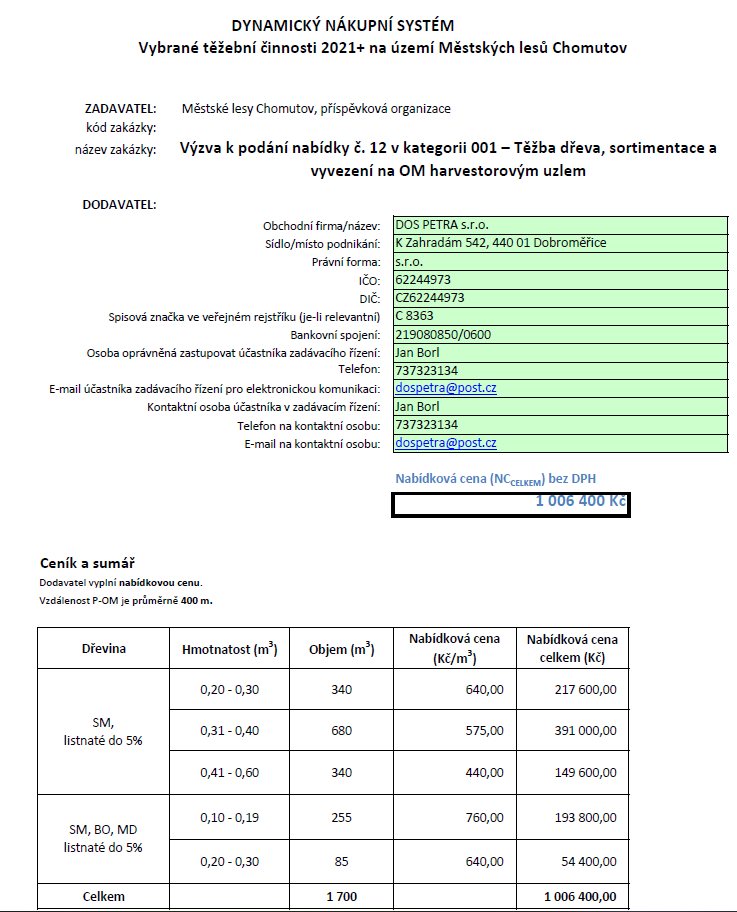 DYNAMICKÝ NÁKUPNÍ SYSTÉM
Vybrané těžební činnosti 2021+ na území Městských lesů Chomutov
ZADAVATEL: Městské lesy Chomutov, příspěvková organizace
kód zakázky:
název zakázky: Výzva k podání nabídky č. 12 v kategorii 001 – Těžba dřeva, sortimentace a
vyvezení na OM harvestorovým uzlem
DODAVATEL:
Obchodní firma/název: DOS PETRA s.r.o.
Sídlo/místo podnikání: K Zahradám 542, 440 01 Dobroměřice
Právní forma: s.r.o.
IČO: 62244973
DIČ: CZ62244973
Spisová značka ve veřejném rejstříku (je-li relevantní) C 8363
Bankovní spojení: 219080850/0600
Osoba oprávněná zastupovat účastníka zadávacího řízení: Jan Borl
Telefon: 737323134
E-mail účastníka zadávacího řízení pro elektronickou komunikaci: dospetra@post.cz
Kontaktní osoba účastníka v zadávacím řízení: Jan Borl
Telefon na kontaktní osobu: 737323134
E-mail na kontaktní osobu: dospetra@post.cz
Nabídková cena (NCCELKEM) bez DPH
1 006 400 Kč
Ceník a sumář
Dodavatel vyplní nabídkovou cenu.
Vzdálenost P-OM je průměrně 400 m.
Dřevina Hmotnatost (m³) Objem (m³) Nabídková cena (Kč/m³) Nabídková cena celkem (Kč)
SM, listnaté do 5% 0,20 - 0,30 340 640,00 217 600,00
0,31 - 0,40 680 575,00 391 000,00
0,41 - 0,60 340 440,00 149 600,00
SM, BO, MD listnaté do 5% 0,10 - 0,19 255 760,00 193 800,00
0,20 - 0,30 85 640,00 54 400,00
Celkem 1 700 1 006 400,00